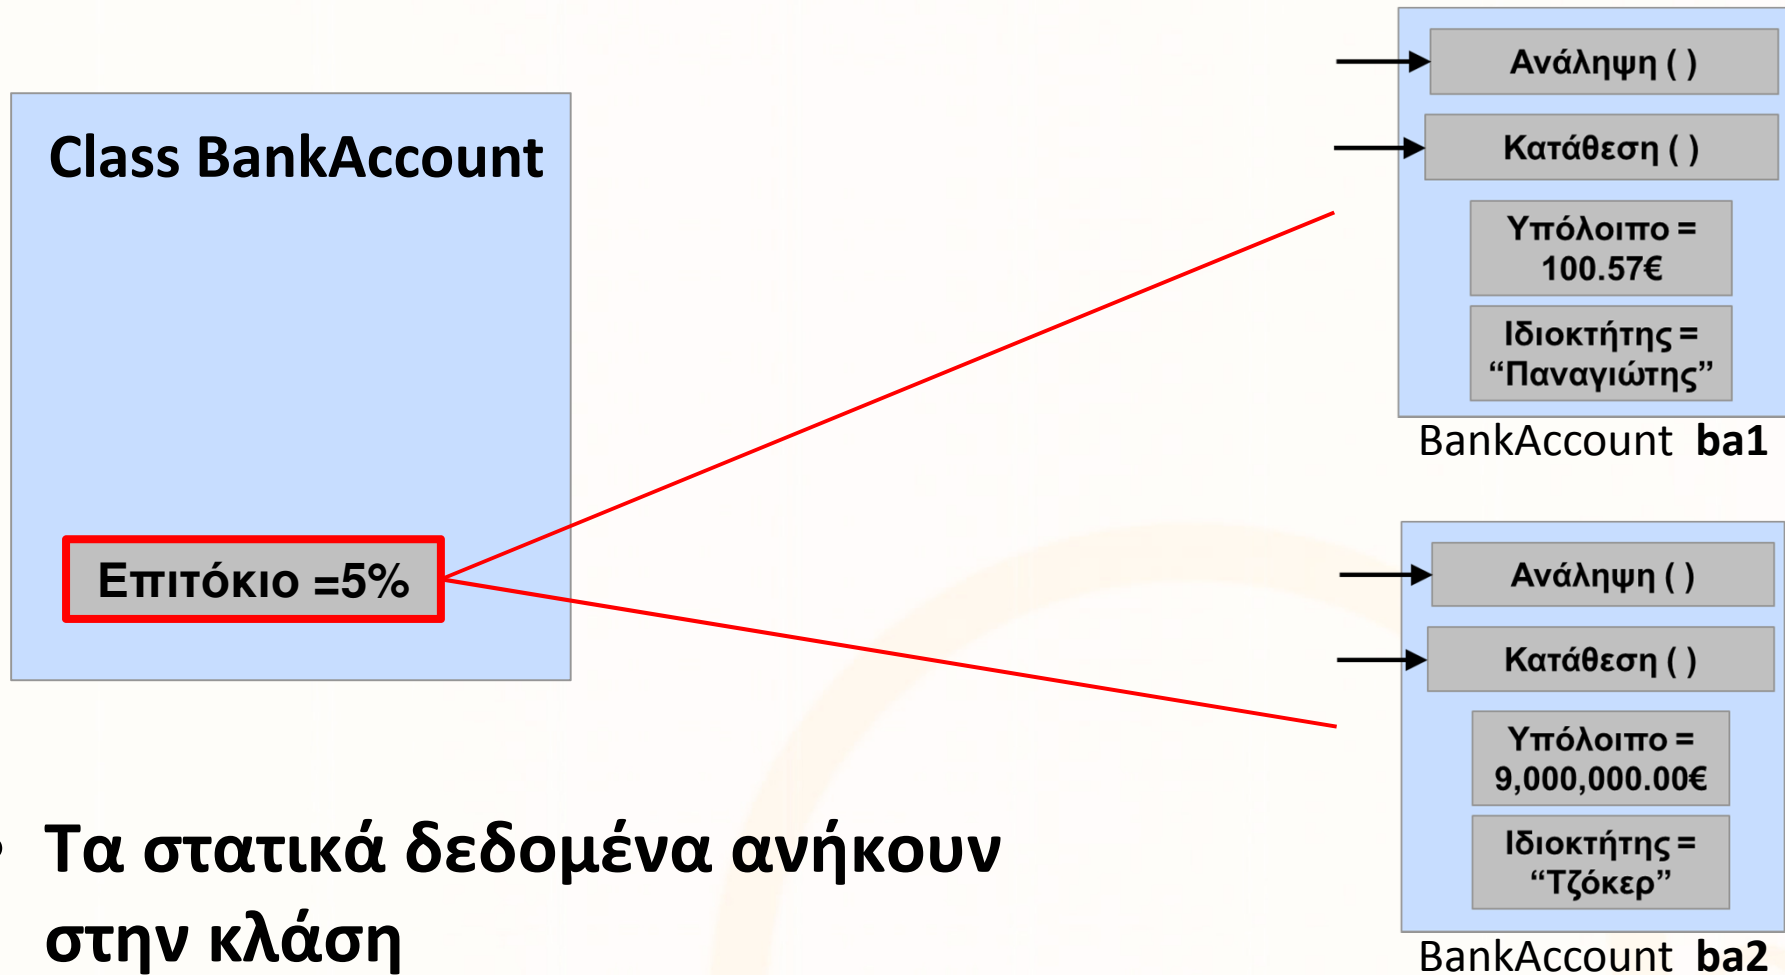 Class BankAccount
Επιτόκιο =5%
• Τα στατικά δεδομένα ανήκουν
στην κλάση
Ανάληψη ( )
Κατάθεση ( )
Υπόλοιπο =
100.57€
Ιδιοκτήτης =
“Παναγιώτης”
BankAccount ba1
Ανάληψη ( )
Κατάθεση ( )
Υπόλοιπο =
9,000,000.00€
Ιδιοκτήτης =
“Τζόκερ”
BankAccount ba2